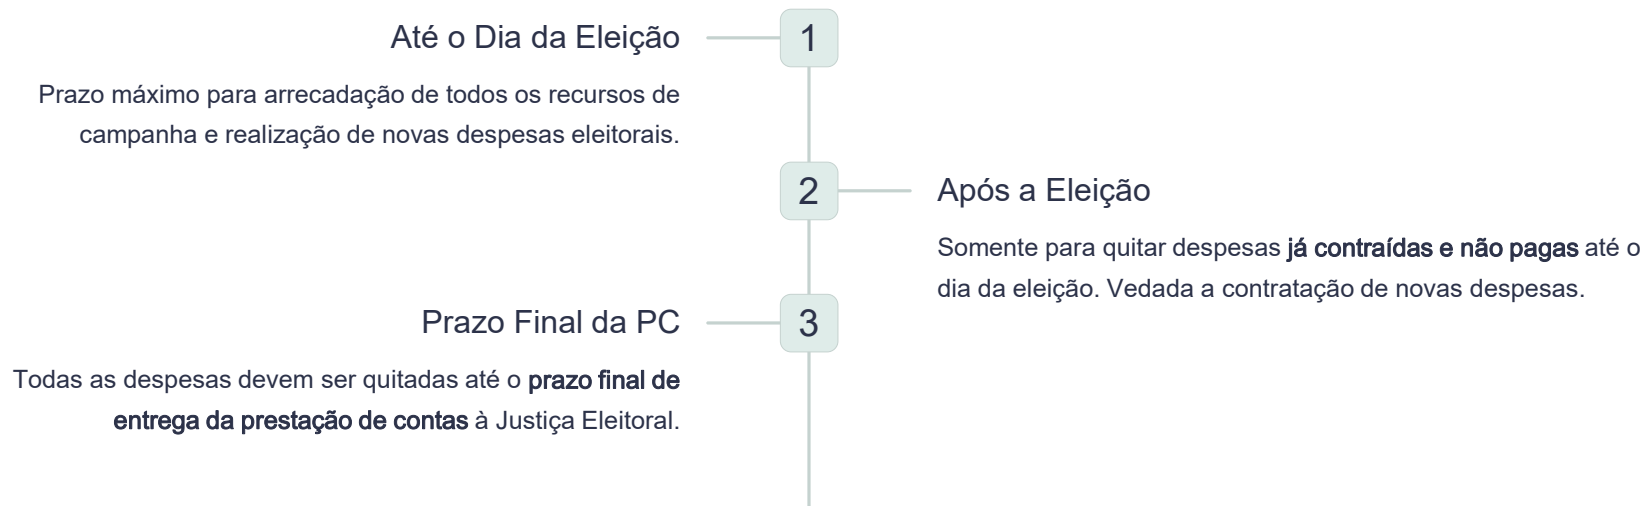 Até o Dia da Eleição
1
Prazo máximo para arrecadação de todos os recursos de
campanha e realização de novas despesas eleitorais.
2
Após a Eleição
Somente para quitar despesas já contraídas e não pagas até o
dia da eleição. Vedada a contratação de novas despesas.
Prazo Final da PC
3
Todas as despesas devem ser quitadas até o prazo final de
entrega da prestação de contas à Justiça Eleitoral.